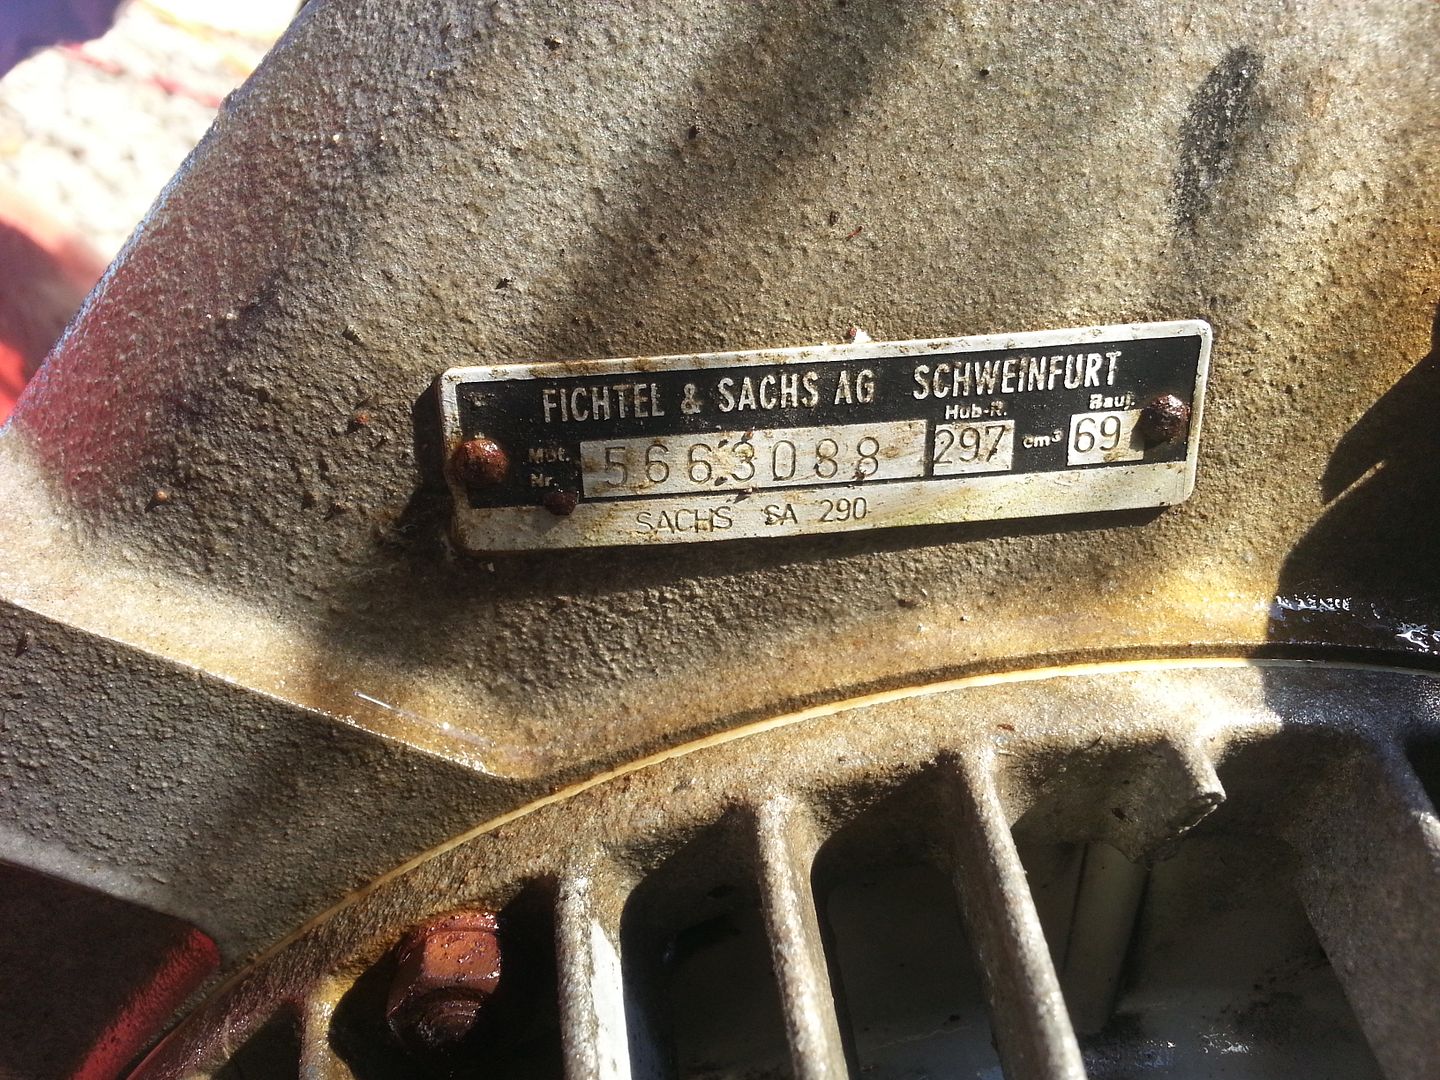 FICHTEL & SACHS AG SCHWEINFURT
Hub-R. Bauj.
Mot. Nr. 5663088 297 cm³ 69
SACHS SA 290